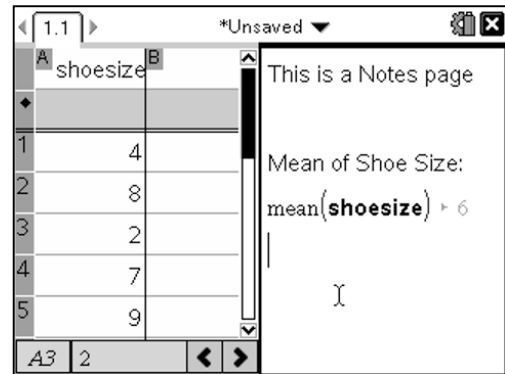 1.1 *Unsaved
A shoesize B
1 4
2 8
3 2
4 7
5 9
A3 2
This is a Notes page
Mean of Shoe Size:
mean(shoesize) ▸ 6